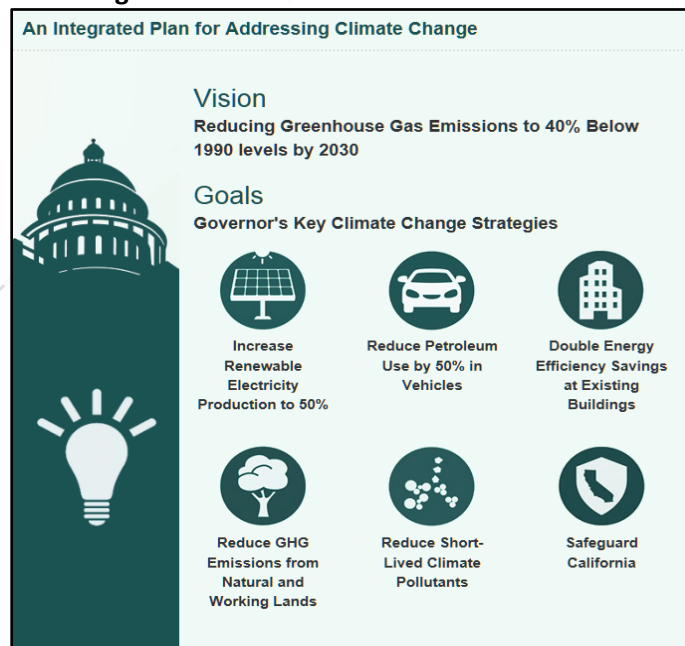 An Integrated Plan for Addressing Climate Change
Vision
Reducing Greenhouse Gas Emissions to 40% Below
1990 levels by 2030
Goals
Governor's Key Climate Change Strategies
Increase
Renewable
Electricity
Production to 50%
Reduce Petroleum
Use by 50% in
Vehicles
Double Energy
Efficiency Savings
at Existing
Buildings
Reduce GHG
Emissions from
Natural and
Working Lands
Reduce Short-
Lived Climate
Pollutants
Safeguard
California